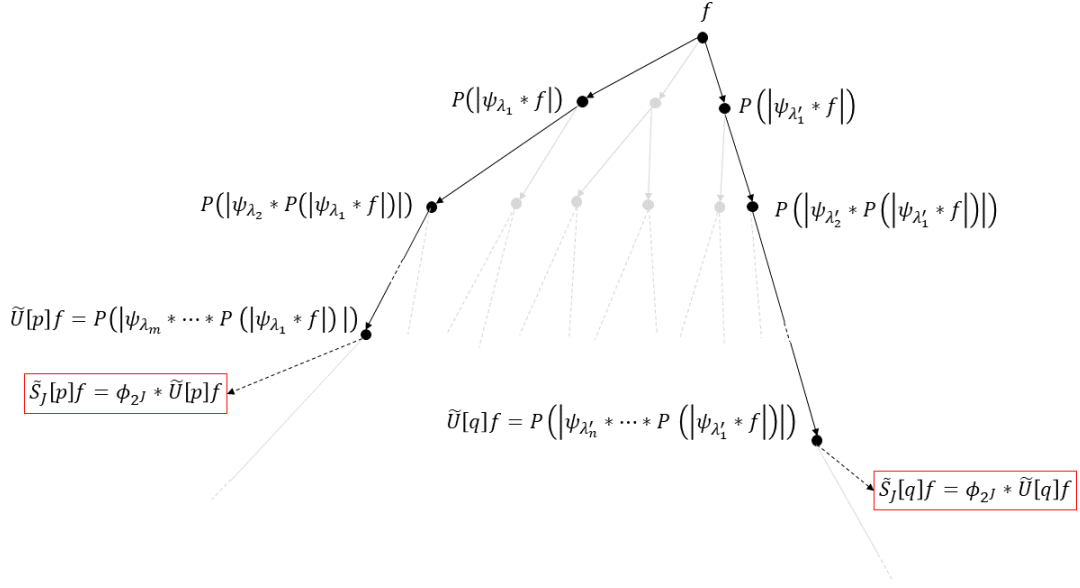 f
P(|ψ_{λ_1} ∗ f|)
P(|ψ_{λ′_1} ∗ f|)
P(|ψ_{λ_2} ∗ P(|ψ_{λ_1} ∗ f|)|)
P(|ψ_{λ′_2} ∗ P(|ψ_{λ′_1} ∗ f|)|)
Ũ[p]f = P(|ψ_{λ_m} ∗ ⋯ ∗ P (|ψ_{λ_1} ∗ f|) |)
S̃_J[p]f = ϕ_{2^J} ∗ Ũ[p]f
Ũ[q]f = P(|ψ_{λ′_n} ∗ ⋯ ∗ P (|ψ_{λ′_1} ∗ f|)|)
S̃_J[q]f = ϕ_{2^J} ∗ Ũ[q]f